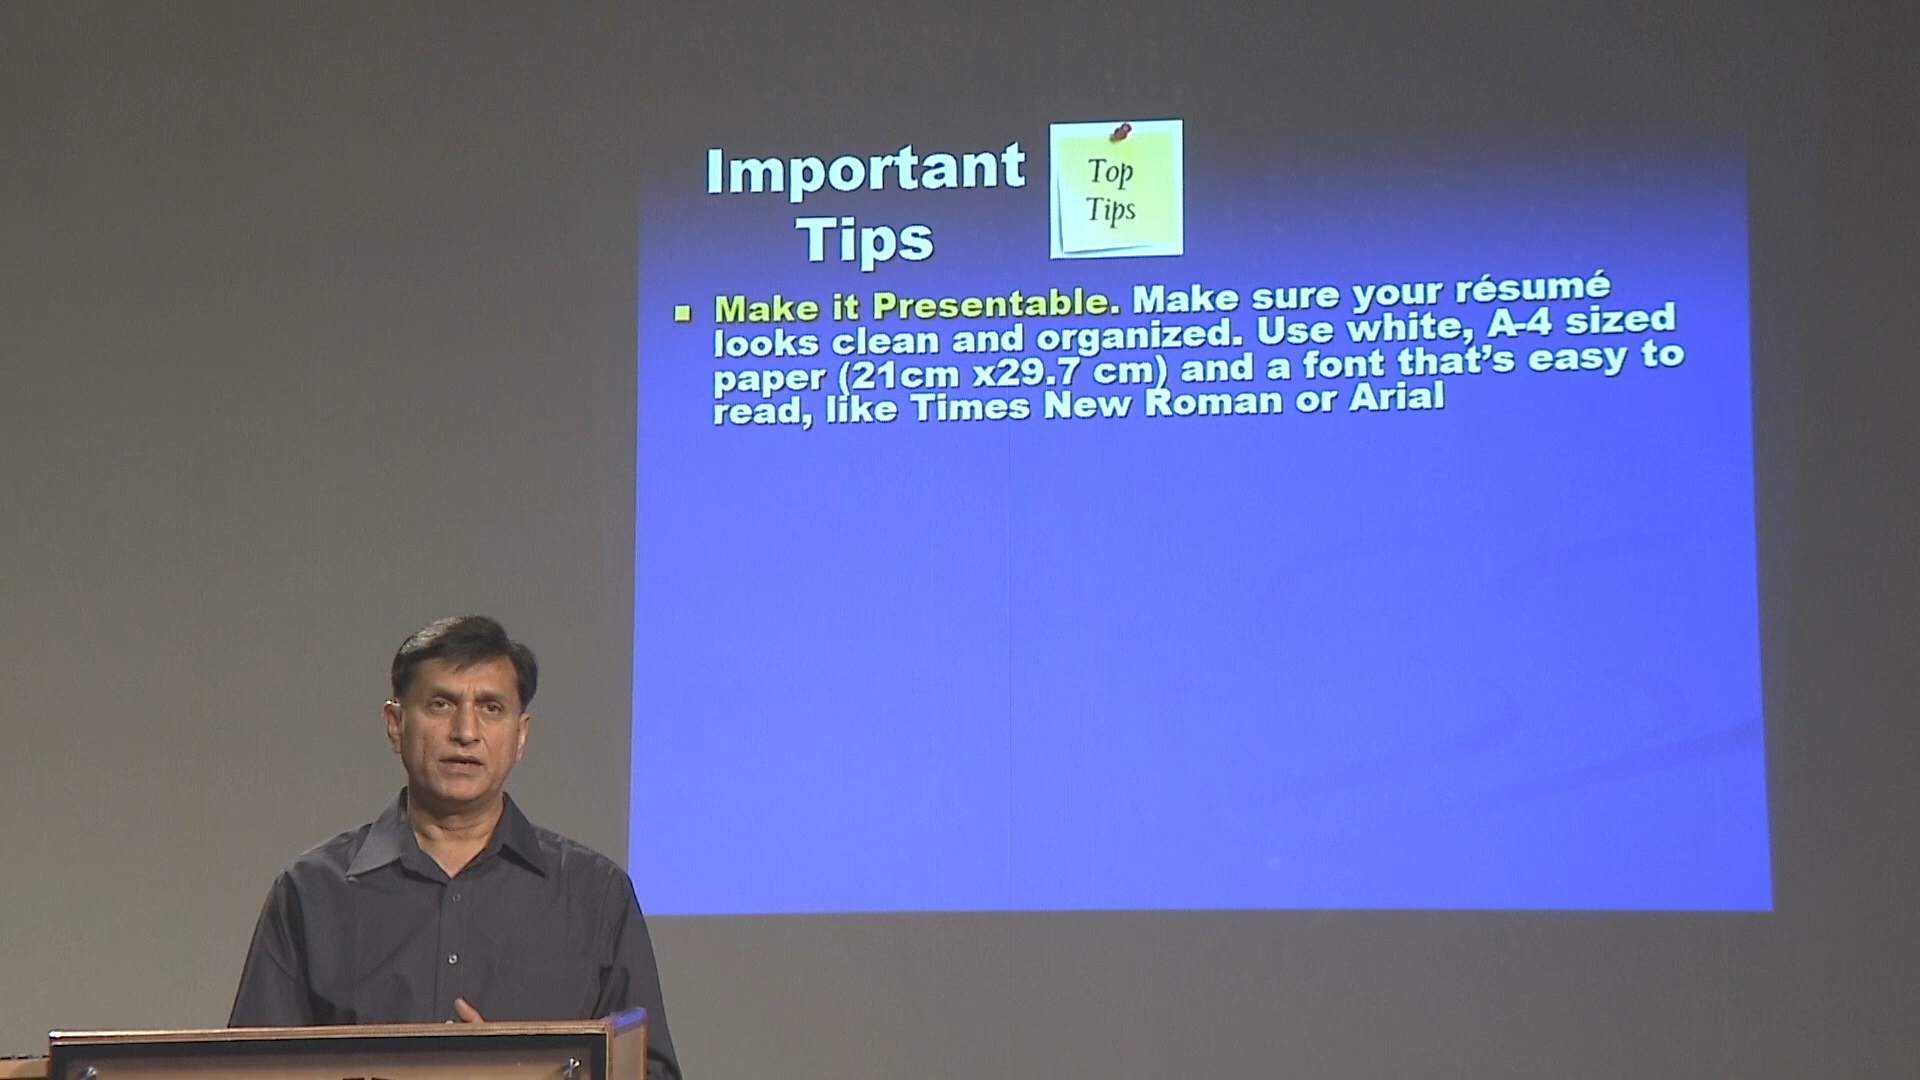 Important
Tips
Top
Tips
Make it Presentable. Make sure your résumé
looks clean and organized. Use white, A-4 sized
paper (21cm x29.7 cm) and a font that's easy to
read, like Times New Roman or Arial